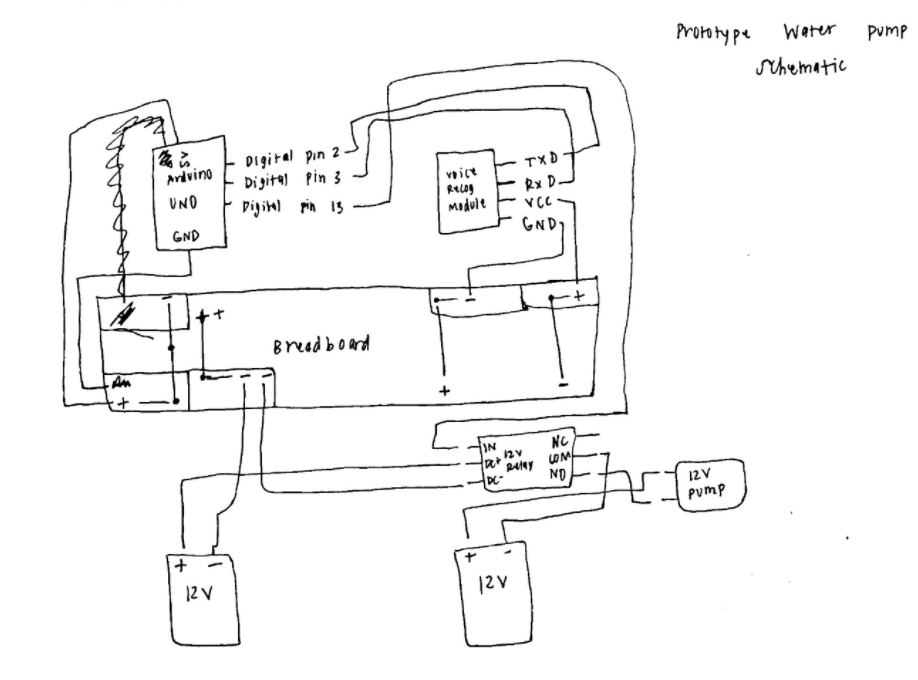 Prototype Water pump
Schematic
5V
Arduino
UNO
GND
Digital pin 2
Digital pin 3
Digital pin 13
Voice
Recog
Module
TXD
RXD
VCC
GND
-
+
Breadboard
- +
+ -
+
- - -
IN
DC+
DC-
12V
Relay
NC
COM
NO
12V
PUMP
+ -
12V
+ -
12V